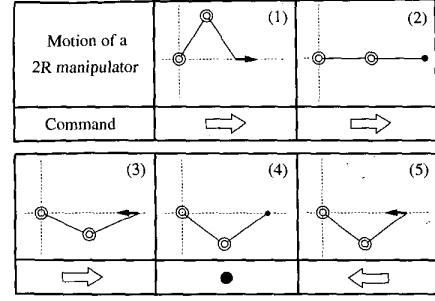 Motion of a
2R manipulator
(1)
(2)
Command
(3)
(4)
(5)